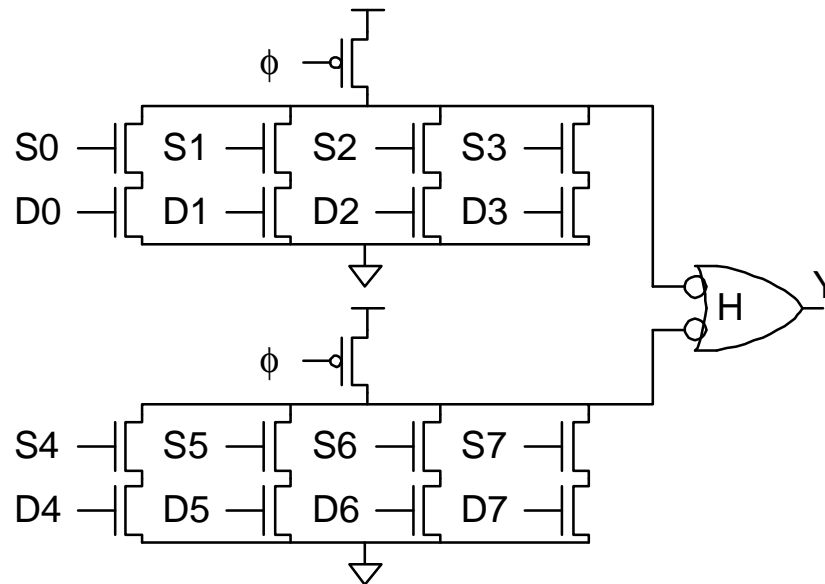 ϕ
S0 S1 S2 S3
D0 D1 D2 D3
H
Y
ϕ
S4 S5 S6 S7
D4 D5 D6 D7